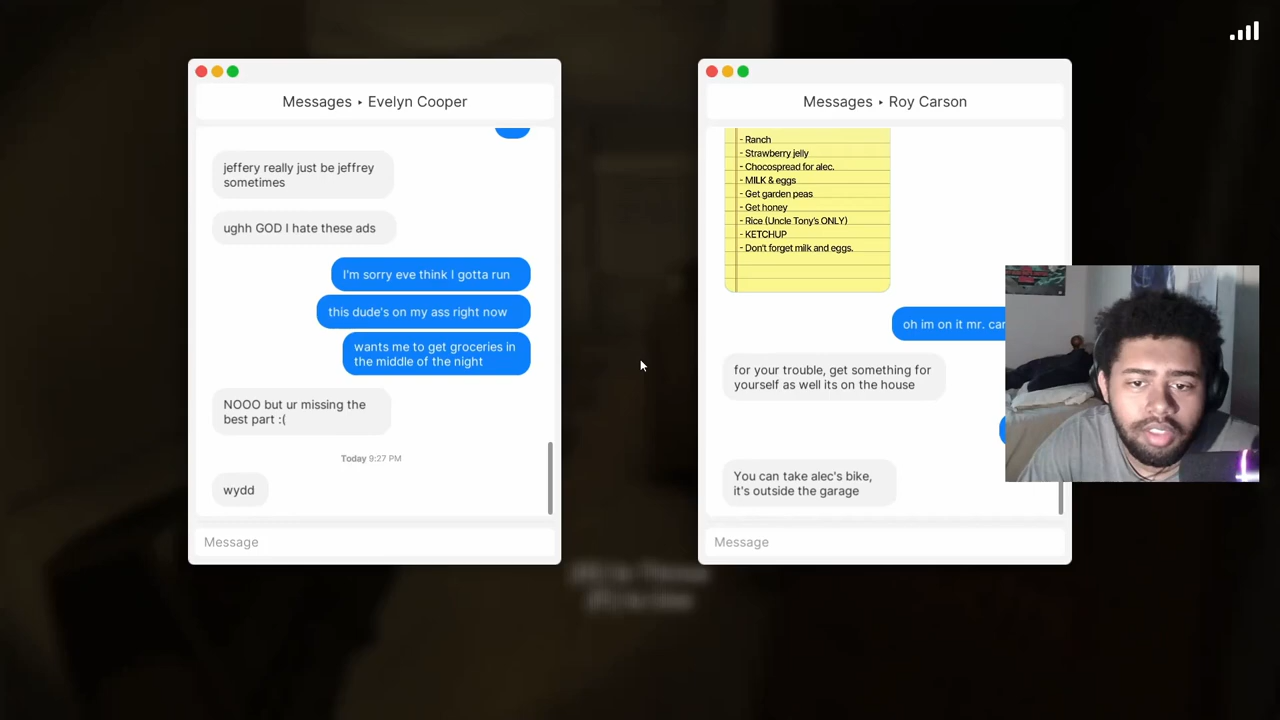 Messages ▸ Evelyn Cooper
jeffery really just be jeffrey
sometimes
ughh GOD I hate these ads
I'm sorry eve think I gotta run
this dude's on my ass right now
wants me to get groceries in
the middle of the night
NOOO but ur missing the
best part :(
Today 9:27 PM
wydd
Message
Messages ▸ Roy Carson
- Ranch
- Strawberry jelly
- Chocospread for alec.
- MILK & eggs
- Get garden peas
- Get honey
- Rice (Uncle Tony's ONLY)
- KETCHUP
- Don't forget milk and eggs.
oh im on it mr. car
for your trouble, get something for
yourself as well its on the house
You can take alec's bike,
it's outside the garage
Message